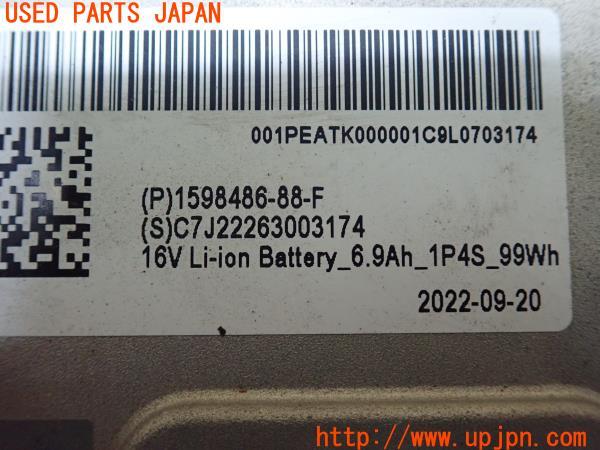 USED PARTS JAPAN
001PEATK000001C9L0703174
(P)1598486-88-F
(S)C7J22263003174
16V Li-ion Battery_6.9Ah_1P4S_99Wh
2022-09-20
http://www.upjpn.com